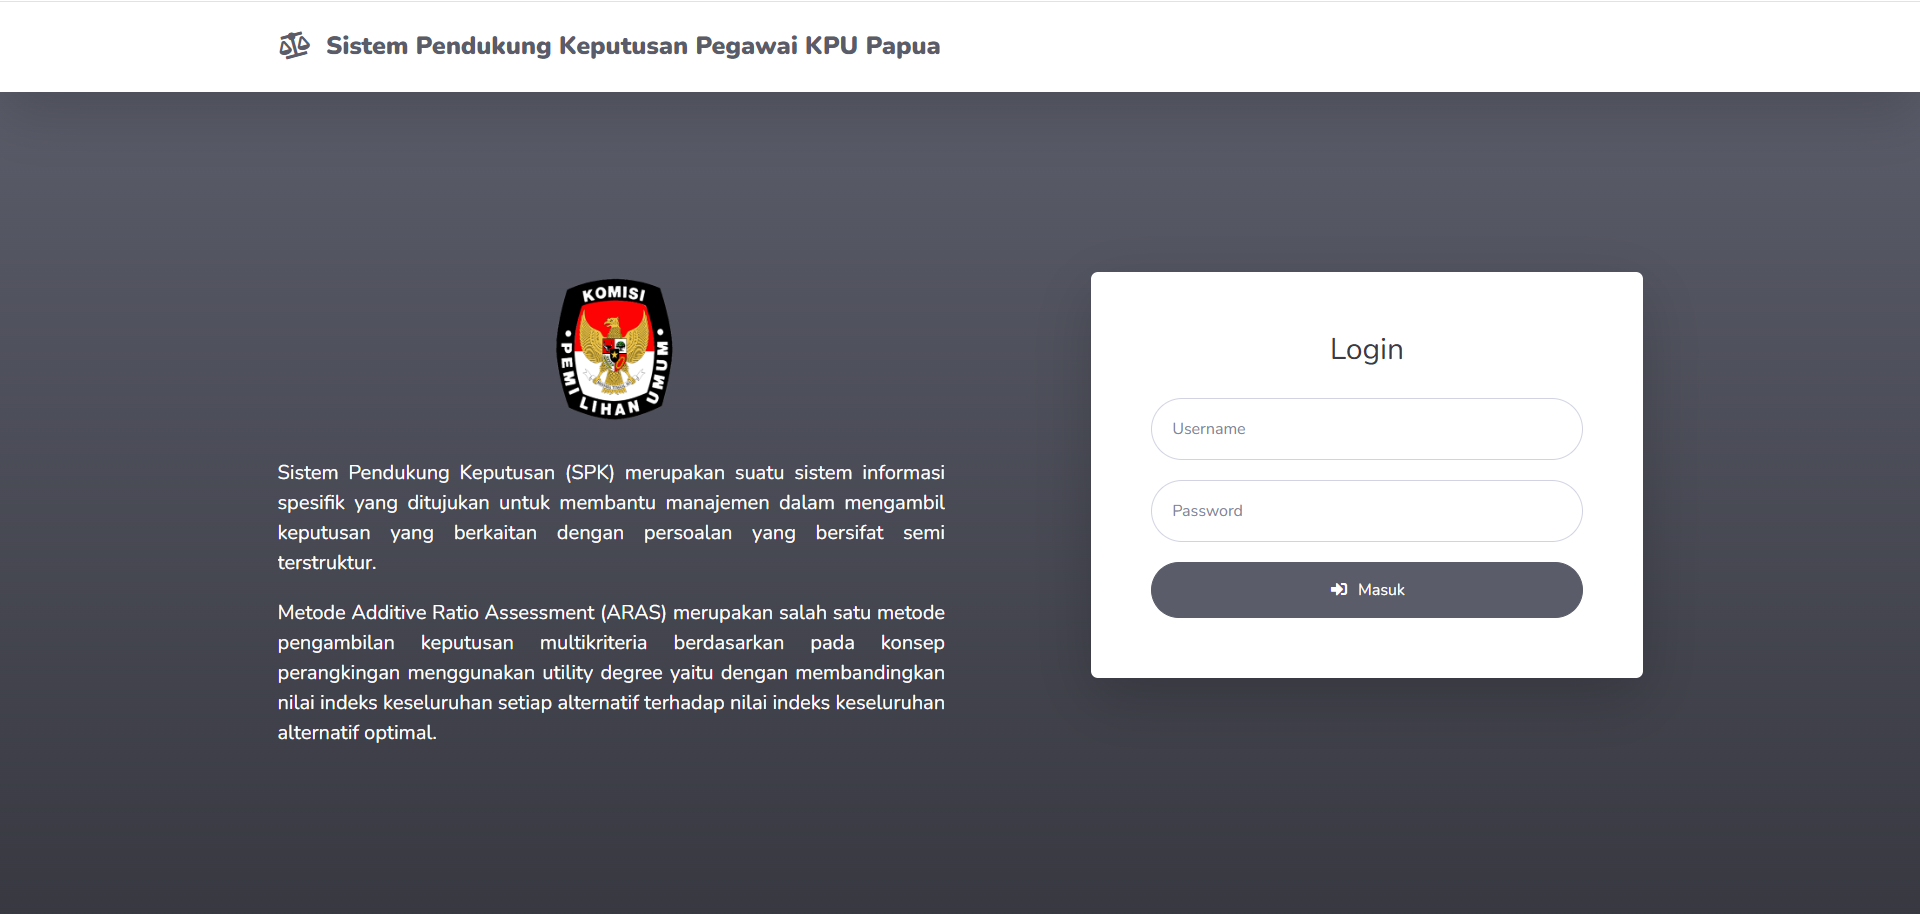 Sistem Pendukung Keputusan Pegawai KPU Papua
KOMISI
PEMILIHAN UMUM
Sistem Pendukung Keputusan (SPK) merupakan suatu sistem informasi
spesifik yang ditujukan untuk membantu manajemen dalam mengambil
keputusan yang berkaitan dengan persoalan yang bersifat semi
terstruktur.
Metode Additive Ratio Assessment (ARAS) merupakan salah satu metode
pengambilan keputusan multikriteria berdasarkan pada konsep
perangkingan menggunakan utility degree yaitu dengan membandingkan
nilai indeks keseluruhan setiap alternatif terhadap nilai indeks keseluruhan
alternatif optimal.
Login
Username
Password
Masuk